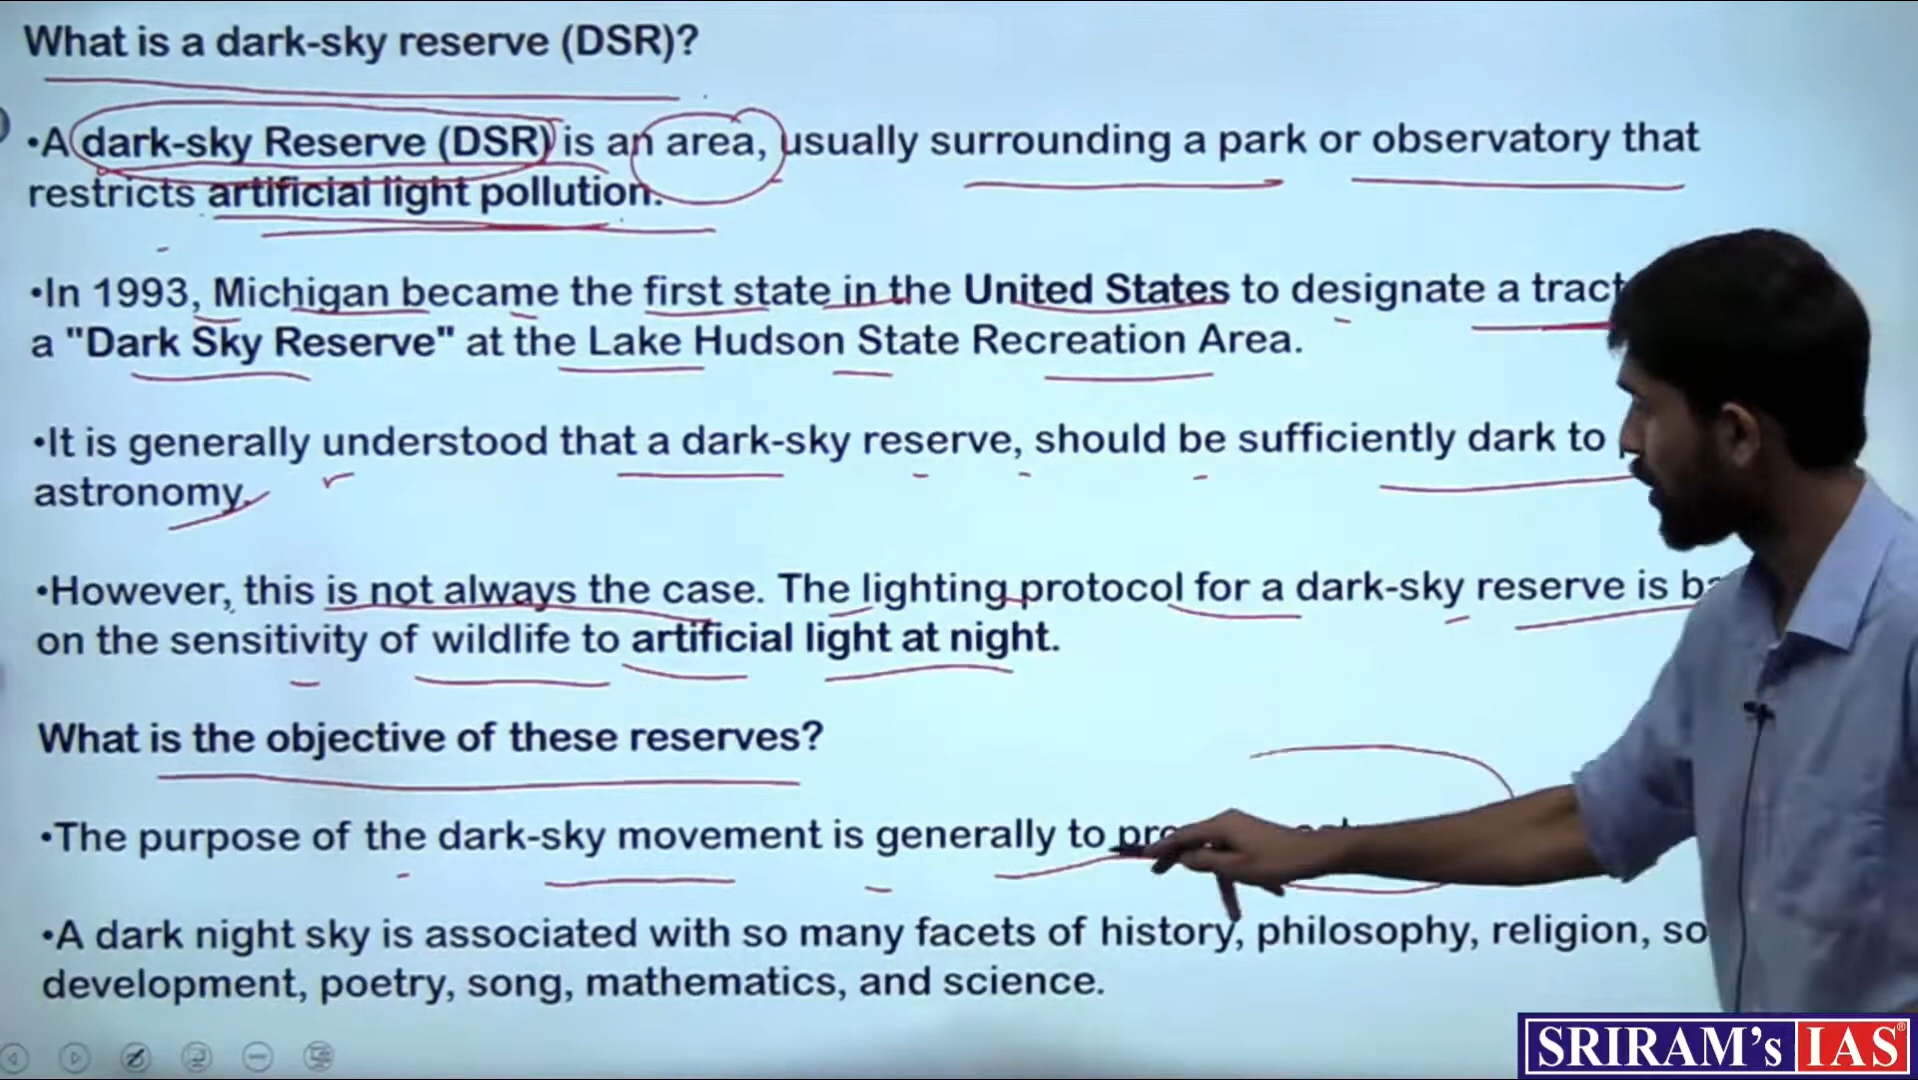 What is a dark-sky reserve (DSR)?
•A dark-sky Reserve (DSR) is an area, usually surrounding a park or observatory that
restricts artificial light pollution.
•In 1993, Michigan became the first state in the United States to designate a tract
a "Dark Sky Reserve" at the Lake Hudson State Recreation Area.
•It is generally understood that a dark-sky reserve, should be sufficiently dark to
astronomy.
•However, this is not always the case. The lighting protocol for a dark-sky reserve is
on the sensitivity of wildlife to artificial light at night.
What is the objective of these reserves?
•The purpose of the dark-sky movement is generally to
•A dark night sky is associated with so many facets of history, philosophy, religion,
development, poetry, song, mathematics, and science.
SRIRAM's IAS®